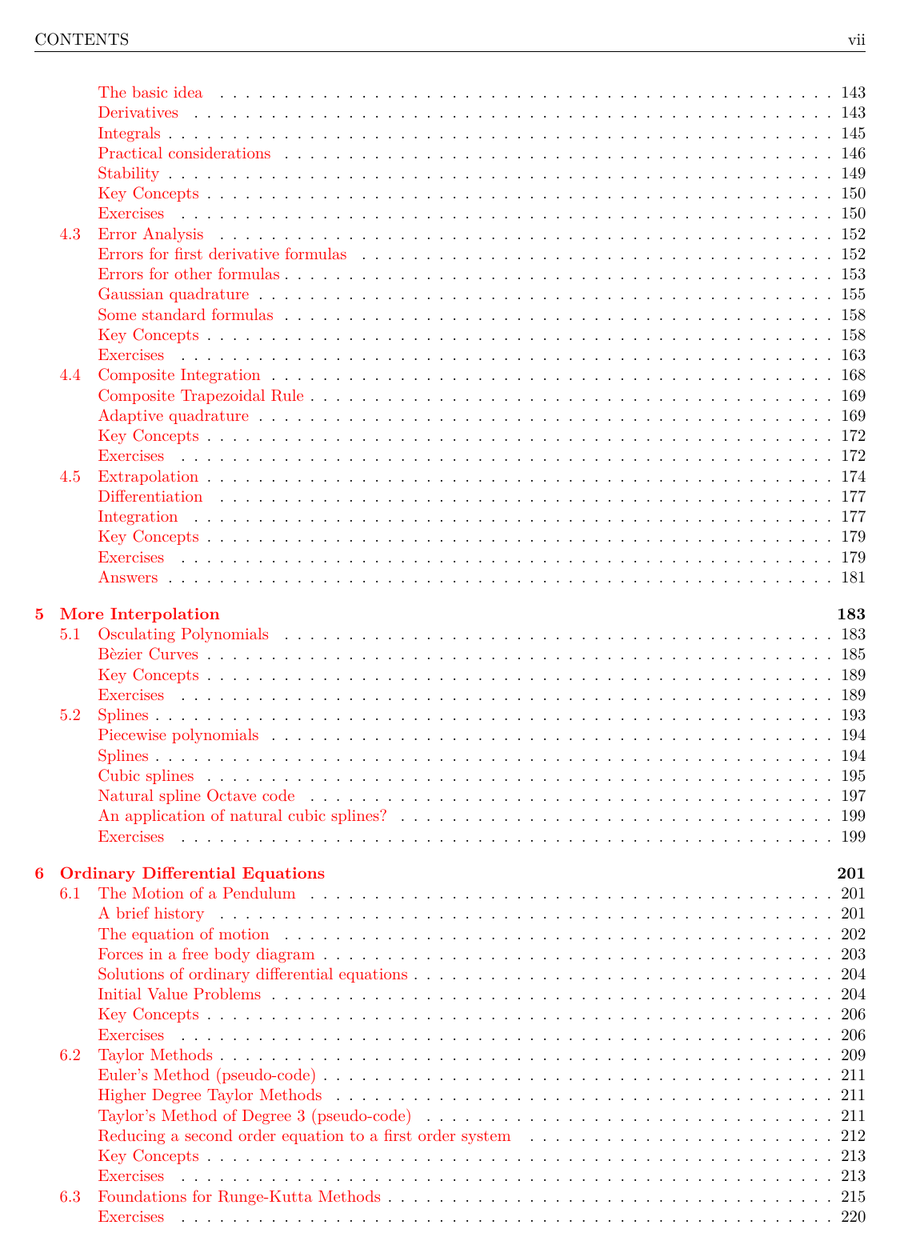 CONTENTS vii
The basic idea . . . . . . . . . . . . . . . . . . . . 143
Derivatives . . . . . . . . . . . . . . . . . . . . 143
Integrals . . . . . . . . . . . . . . . . . . . . 145
Practical considerations . . . . . . . . . . . . . . . . . . . . 146
Stability . . . . . . . . . . . . . . . . . . . . 149
Key Concepts . . . . . . . . . . . . . . . . . . . . 150
Exercises . . . . . . . . . . . . . . . . . . . . 150
4.3 Error Analysis . . . . . . . . . . . . . . . . . . . . 152
Errors for first derivative formulas . . . . . . . . . . . . . . . . . . . . 152
Errors for other formulas . . . . . . . . . . . . . . . . . . . . 153
Gaussian quadrature . . . . . . . . . . . . . . . . . . . . 155
Some standard formulas . . . . . . . . . . . . . . . . . . . . 158
Key Concepts . . . . . . . . . . . . . . . . . . . . 158
Exercises . . . . . . . . . . . . . . . . . . . . 163
4.4 Composite Integration . . . . . . . . . . . . . . . . . . . . 168
Composite Trapezoidal Rule . . . . . . . . . . . . . . . . . . . . 169
Adaptive quadrature . . . . . . . . . . . . . . . . . . . . 169
Key Concepts . . . . . . . . . . . . . . . . . . . . 172
Exercises . . . . . . . . . . . . . . . . . . . . 172
4.5 Extrapolation . . . . . . . . . . . . . . . . . . . . 174
Differentiation . . . . . . . . . . . . . . . . . . . . 177
Integration . . . . . . . . . . . . . . . . . . . . 177
Key Concepts . . . . . . . . . . . . . . . . . . . . 179
Exercises . . . . . . . . . . . . . . . . . . . . 179
Answers . . . . . . . . . . . . . . . . . . . . 181
5 More Interpolation 183
5.1 Osculating Polynomials . . . . . . . . . . . . . . . . . . . . 183
Bèzier Curves . . . . . . . . . . . . . . . . . . . . 185
Key Concepts . . . . . . . . . . . . . . . . . . . . 189
Exercises . . . . . . . . . . . . . . . . . . . . 189
5.2 Splines . . . . . . . . . . . . . . . . . . . . 193
Piecewise polynomials . . . . . . . . . . . . . . . . . . . . 194
Splines . . . . . . . . . . . . . . . . . . . . 194
Cubic splines . . . . . . . . . . . . . . . . . . . . 195
Natural spline Octave code . . . . . . . . . . . . . . . . . . . . 197
An application of natural cubic splines? . . . . . . . . . . . . . . . . . . . . 199
Exercises . . . . . . . . . . . . . . . . . . . . 199
6 Ordinary Differential Equations 201
6.1 The Motion of a Pendulum . . . . . . . . . . . . . . . . . . . . 201
A brief history . . . . . . . . . . . . . . . . . . . . 201
The equation of motion . . . . . . . . . . . . . . . . . . . . 202
Forces in a free body diagram . . . . . . . . . . . . . . . . . . . . 203
Solutions of ordinary differential equations . . . . . . . . . . . . . . . . . . . . 204
Initial Value Problems . . . . . . . . . . . . . . . . . . . . 204
Key Concepts . . . . . . . . . . . . . . . . . . . . 206
Exercises . . . . . . . . . . . . . . . . . . . . 206
6.2 Taylor Methods . . . . . . . . . . . . . . . . . . . . 209
Euler's Method (pseudo-code) . . . . . . . . . . . . . . . . . . . . 211
Higher Degree Taylor Methods . . . . . . . . . . . . . . . . . . . . 211
Taylor's Method of Degree 3 (pseudo-code) . . . . . . . . . . . . . . . . . . . . 211
Reducing a second order equation to a first order system . . . . . . . . . . . . . . . . . . . . 212
Key Concepts . . . . . . . . . . . . . . . . . . . . 213
Exercises . . . . . . . . . . . . . . . . . . . . 213
6.3 Foundations for Runge-Kutta Methods . . . . . . . . . . . . . . . . . . . . 215
Exercises . . . . . . . . . . . . . . . . . . . . 220